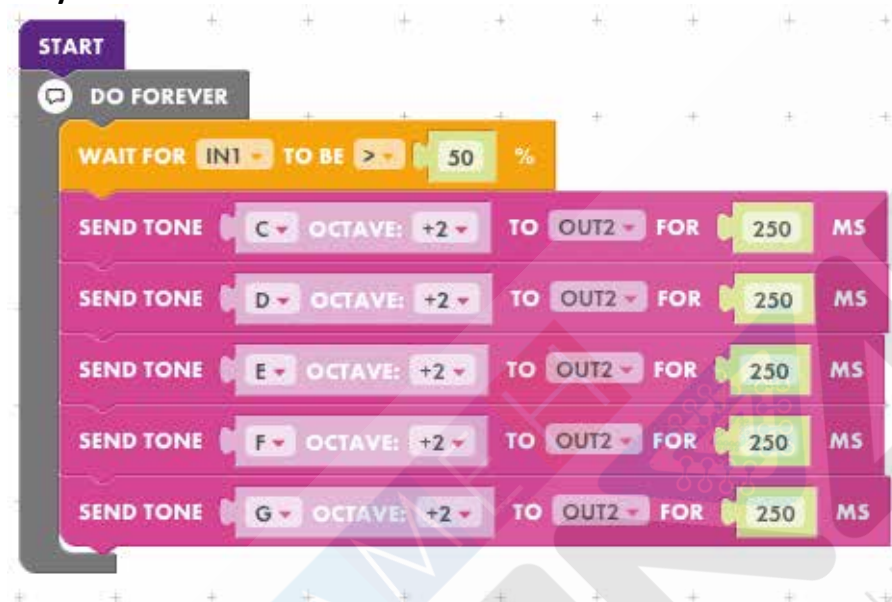 START
DO FOREVER
WAIT FOR IN1 TO BE > 50 %
SEND TONE C OCTAVE: +2 TO OUT2 FOR 250 MS
SEND TONE D OCTAVE: +2 TO OUT2 FOR 250 MS
SEND TONE E OCTAVE: +2 TO OUT2 FOR 250 MS
SEND TONE F OCTAVE: +2 TO OUT2 FOR 250 MS
SEND TONE G OCTAVE: +2 TO OUT2 FOR 250 MS